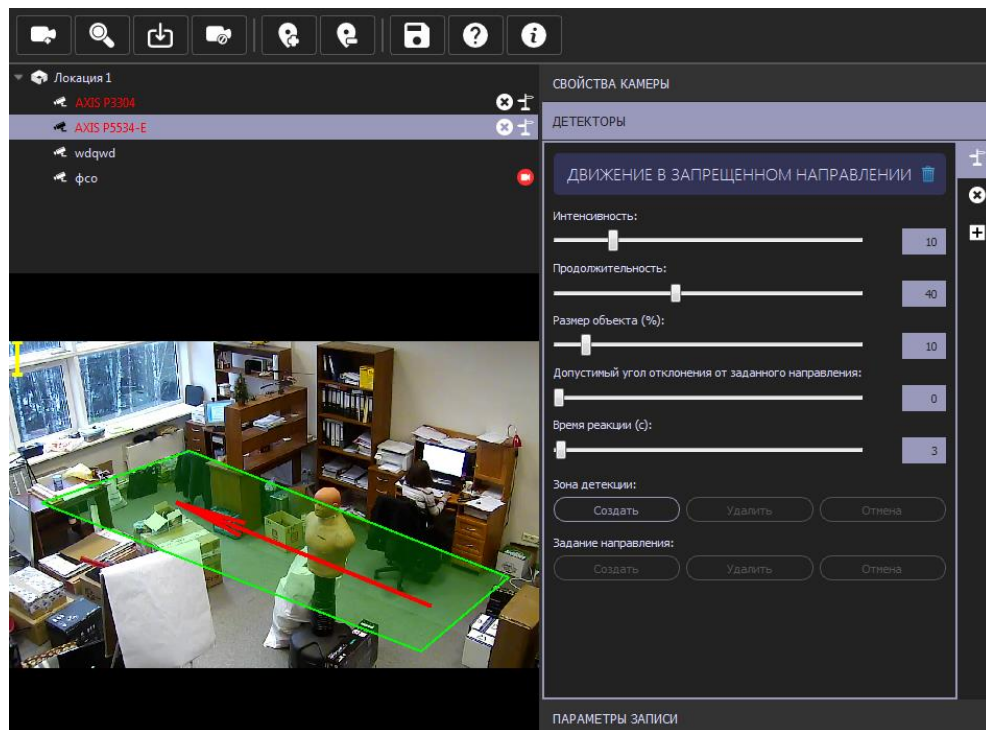 Локация 1
AXIS P3304
AXIS P5534-E
wdqwd
фсо
СВОЙСТВА КАМЕРЫ
ДЕТЕКТОРЫ
ДВИЖЕНИЕ В ЗАПРЕЩЕННОМ НАПРАВЛЕНИИ
Интенсивность:
10
Продолжительность:
40
Размер объекта (%):
10
Допустимый угол отклонения от заданного направления:
0
Время реакции (с):
3
Зона детекции:
Создать Удалить Отмена
Задание направления:
Создать Удалить Отмена
ПАРАМЕТРЫ ЗАПИСИ